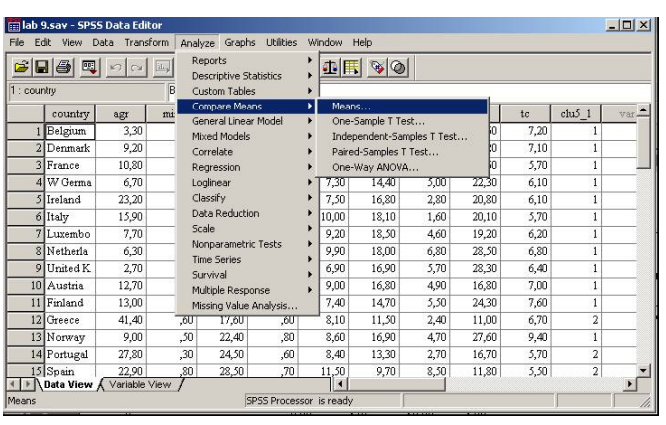 lab 9.sav - SPSS Data Editor
File Edit View Data Transform Analyze Graphs Utilities Window Help
1 : country
Reports
Descriptive Statistics
Custom Tables
Compare Means
General Linear Model
Mixed Models
Correlate
Regression
Loglinear
Classify
Data Reduction
Scale
Nonparametric Tests
Time Series
Survival
Multiple Response
Missing Value Analysis...
Means...
One-Sample T Test...
Independent-Samples T Test...
Paired-Samples T Test...
One-Way ANOVA...
country agr mi tc clu5_1 var
1 Belgium 3,30 7,20 1
2 Denmark 9,20 7,10 1
3 France 10,80 5,70 1
4 W Germa 6,70 7,30 14,40 5,00 22,30 6,10 1
5 Ireland 23,20 7,50 16,80 2,80 20,80 6,10 1
6 Italy 15,90 10,00 18,10 1,60 20,10 5,70 1
7 Luxembo 7,70 9,20 18,50 4,60 19,20 6,20 1
8 Netherla 6,30 9,90 18,00 6,80 28,50 6,80 1
9 United K 2,70 6,90 16,90 5,70 28,30 6,40 1
10 Austria 12,70 9,00 16,80 4,90 16,80 7,00 1
11 Finland 13,00 7,40 14,70 5,50 24,30 7,60 1
12 Greece 41,40 ,60 17,60 ,60 8,10 11,50 2,40 11,00 6,70 2
13 Norway 9,00 ,50 22,40 ,80 8,60 16,90 4,70 27,60 9,40 1
14 Portugal 27,80 ,30 24,50 ,60 8,40 13,30 2,70 16,70 5,70 2
15 Spain 22,90 ,80 28,50 ,70 11,50 9,70 8,50 11,80 5,50 2
Data View Variable View
Means SPSS Processor is ready